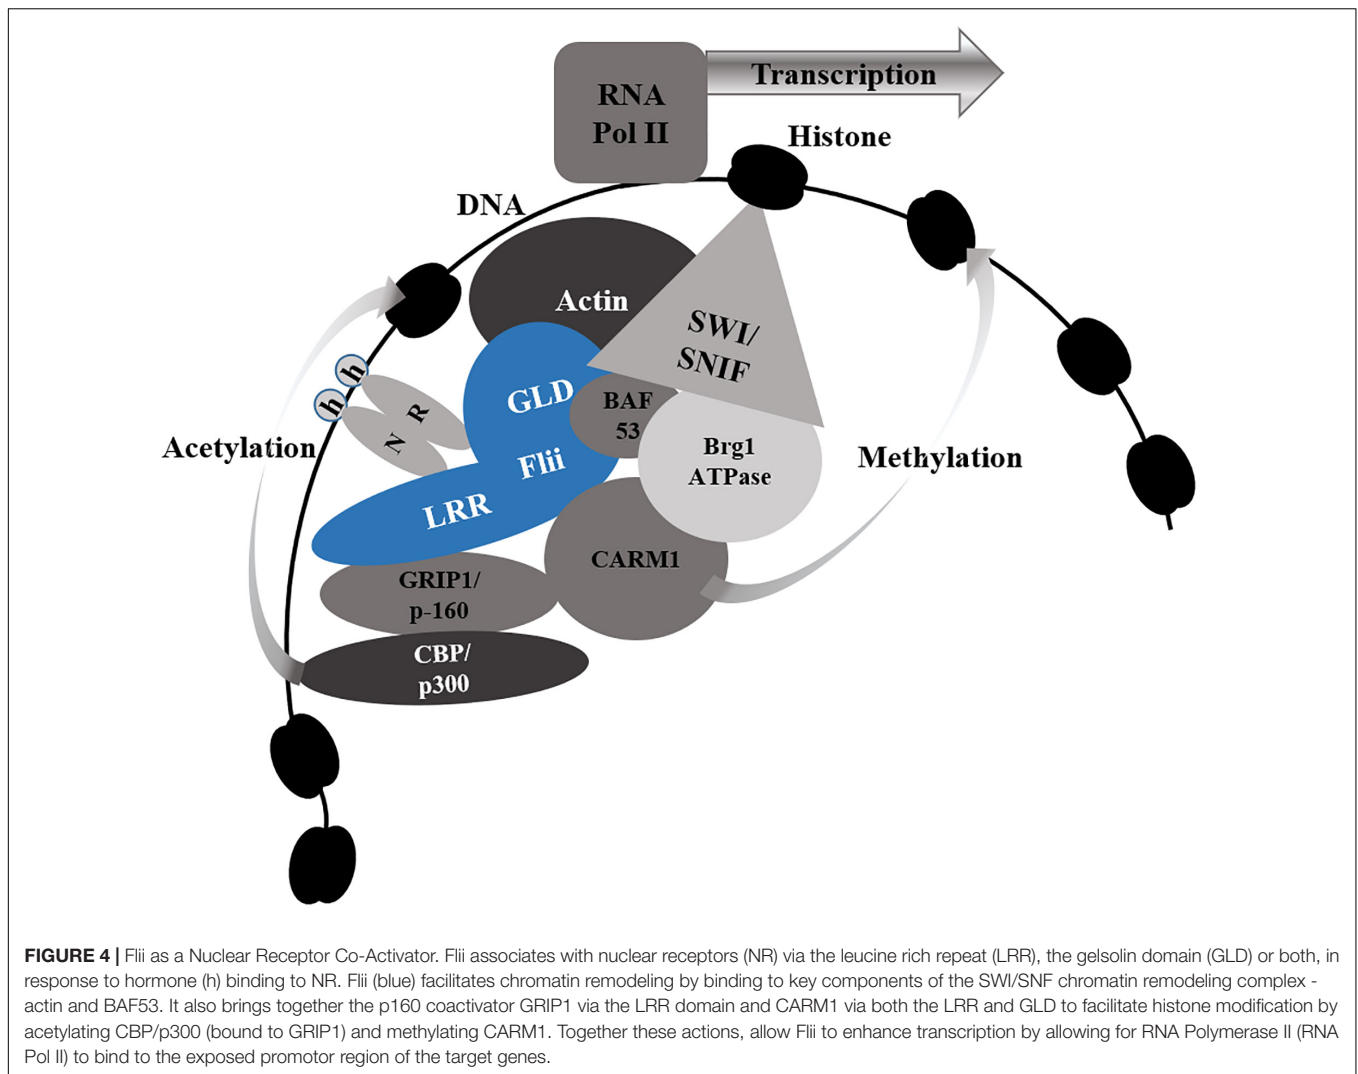 RNA
Pol II
Transcription
Histone
DNA
Actin
SWI/
SNIF
h
h
N R
GLD
BAF
53
Acetylation
Flii
Brg1
ATPase
Methylation
LRR
CARM1
GRIP1/
p-160
CBP/
p300
FIGURE 4 | Flii as a Nuclear Receptor Co-Activator. Flii associates with nuclear receptors (NR) via the leucine rich repeat (LRR), the gelsolin domain (GLD) or both, in
response to hormone (h) binding to NR. Flii (blue) facilitates chromatin remodeling by binding to key components of the SWI/SNF chromatin remodeling complex -
actin and BAF53. It also brings together the p160 coactivator GRIP1 via the LRR domain and CARM1 via both the LRR and GLD to facilitate histone modification by
acetylating CBP/p300 (bound to GRIP1) and methylating CARM1. Together these actions, allow Flii to enhance transcription by allowing for RNA Polymerase II (RNA
Pol II) to bind to the exposed promotor region of the target genes.